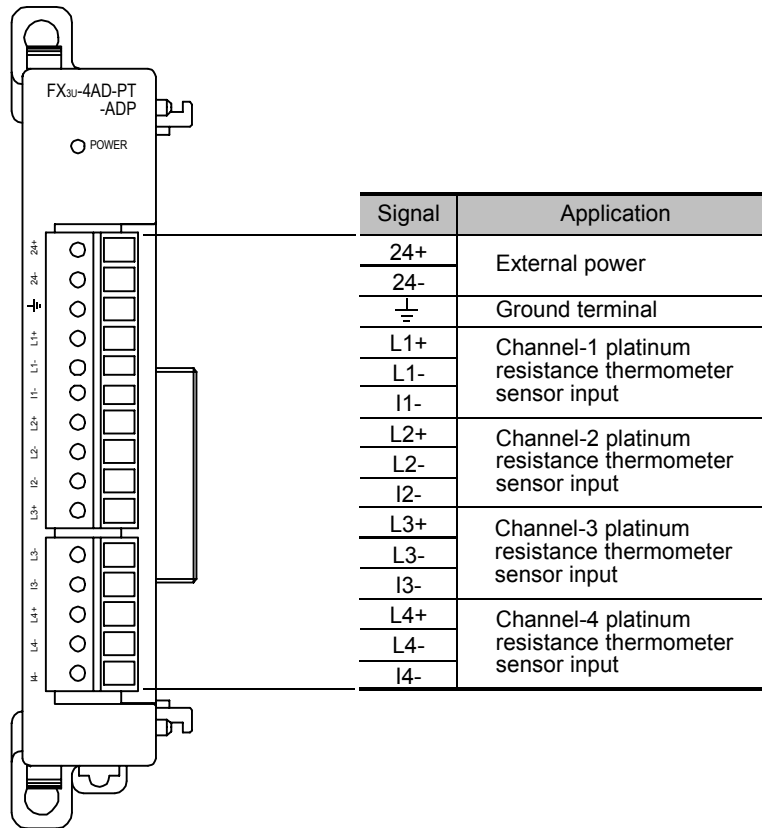 FX3U-4AD-PT
-ADP
POWER
24+
24-
L1+
L1-
I1-
L2+
L2-
I2-
L3+
L3-
I3-
L4+
L4-
I4-
Signal Application
24+
24-
External power
Ground terminal
L1+
L1-
I1-
Channel-1 platinum
resistance thermometer
sensor input
L2+
L2-
I2-
Channel-2 platinum
resistance thermometer
sensor input
L3+
L3-
I3-
Channel-3 platinum
resistance thermometer
sensor input
L4+
L4-
I4-
Channel-4 platinum
resistance thermometer
sensor input